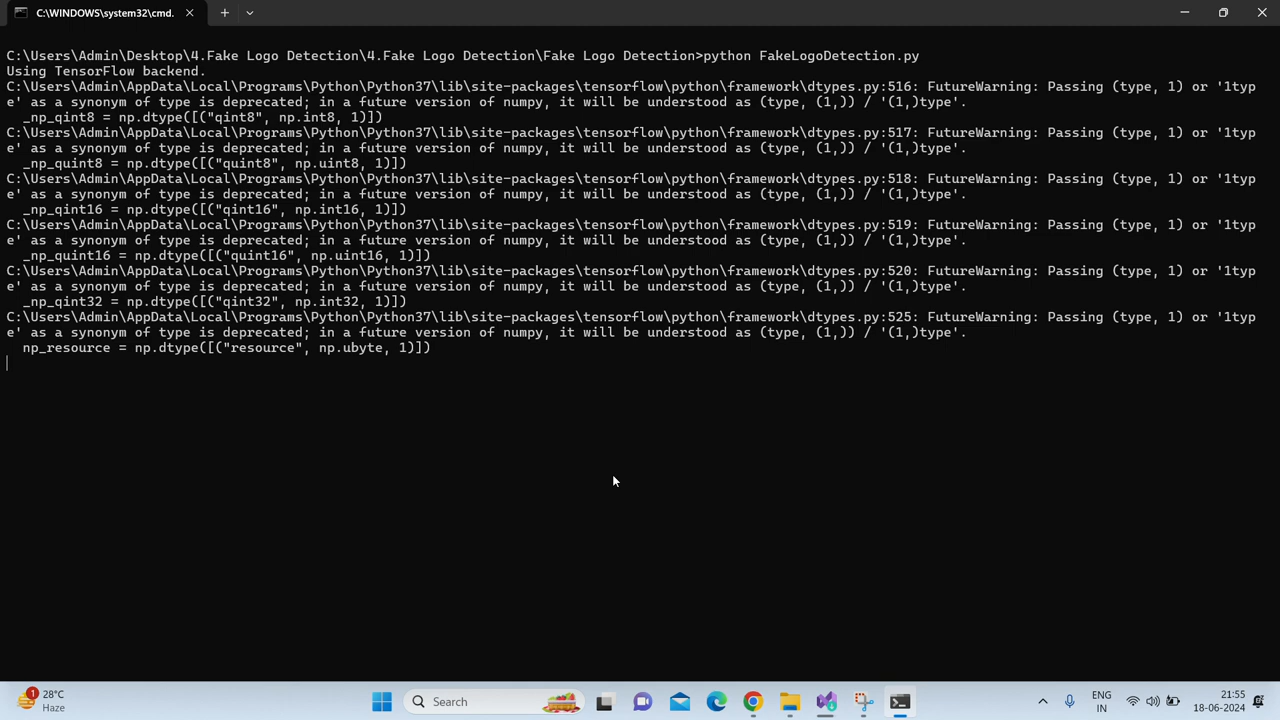 C:\WINDOWS\system32\cmd.
C:\Users\Admin\Desktop\4.Fake Logo Detection\4.Fake Logo Detection\Fake Logo Detection>python FakeLogoDetection.py
Using TensorFlow backend.
C:\Users\Admin\AppData\Local\Programs\Python\Python37\lib\site-packages\tensorflow\python\framework\dtypes.py:516: FutureWarning: Passing (type, 1) or '1typ
e' as a synonym of type is deprecated; in a future version of numpy, it will be understood as (type, (1,)) / '(1,)type'.
_np_qint8 = np.dtype([("qint8", np.int8, 1)])
C:\Users\Admin\AppData\Local\Programs\Python\Python37\lib\site-packages\tensorflow\python\framework\dtypes.py:517: FutureWarning: Passing (type, 1) or '1typ
e' as a synonym of type is deprecated; in a future version of numpy, it will be understood as (type, (1,)) / '(1,)type'.
_np_quint8 = np.dtype([("quint8", np.uint8, 1)])
C:\Users\Admin\AppData\Local\Programs\Python\Python37\lib\site-packages\tensorflow\python\framework\dtypes.py:518: FutureWarning: Passing (type, 1) or '1typ
e' as a synonym of type is deprecated; in a future version of numpy, it will be understood as (type, (1,)) / '(1,)type'.
_np_qint16 = np.dtype([("qint16", np.int16, 1)])
C:\Users\Admin\AppData\Local\Programs\Python\Python37\lib\site-packages\tensorflow\python\framework\dtypes.py:519: FutureWarning: Passing (type, 1) or '1typ
e' as a synonym of type is deprecated; in a future version of numpy, it will be understood as (type, (1,)) / '(1,)type'.
_np_quint16 = np.dtype([("quint16", np.uint16, 1)])
C:\Users\Admin\AppData\Local\Programs\Python\Python37\lib\site-packages\tensorflow\python\framework\dtypes.py:520: FutureWarning: Passing (type, 1) or '1typ
e' as a synonym of type is deprecated; in a future version of numpy, it will be understood as (type, (1,)) / '(1,)type'.
_np_qint32 = np.dtype([("qint32", np.int32, 1)])
C:\Users\Admin\AppData\Local\Programs\Python\Python37\lib\site-packages\tensorflow\python\framework\dtypes.py:525: FutureWarning: Passing (type, 1) or '1typ
e' as a synonym of type is deprecated; in a future version of numpy, it will be understood as (type, (1,)) / '(1,)type'.
np_resource = np.dtype([("resource", np.ubyte, 1)])
1
28°C
Haze
Search
ENG
IN
21:55
18-06-2024